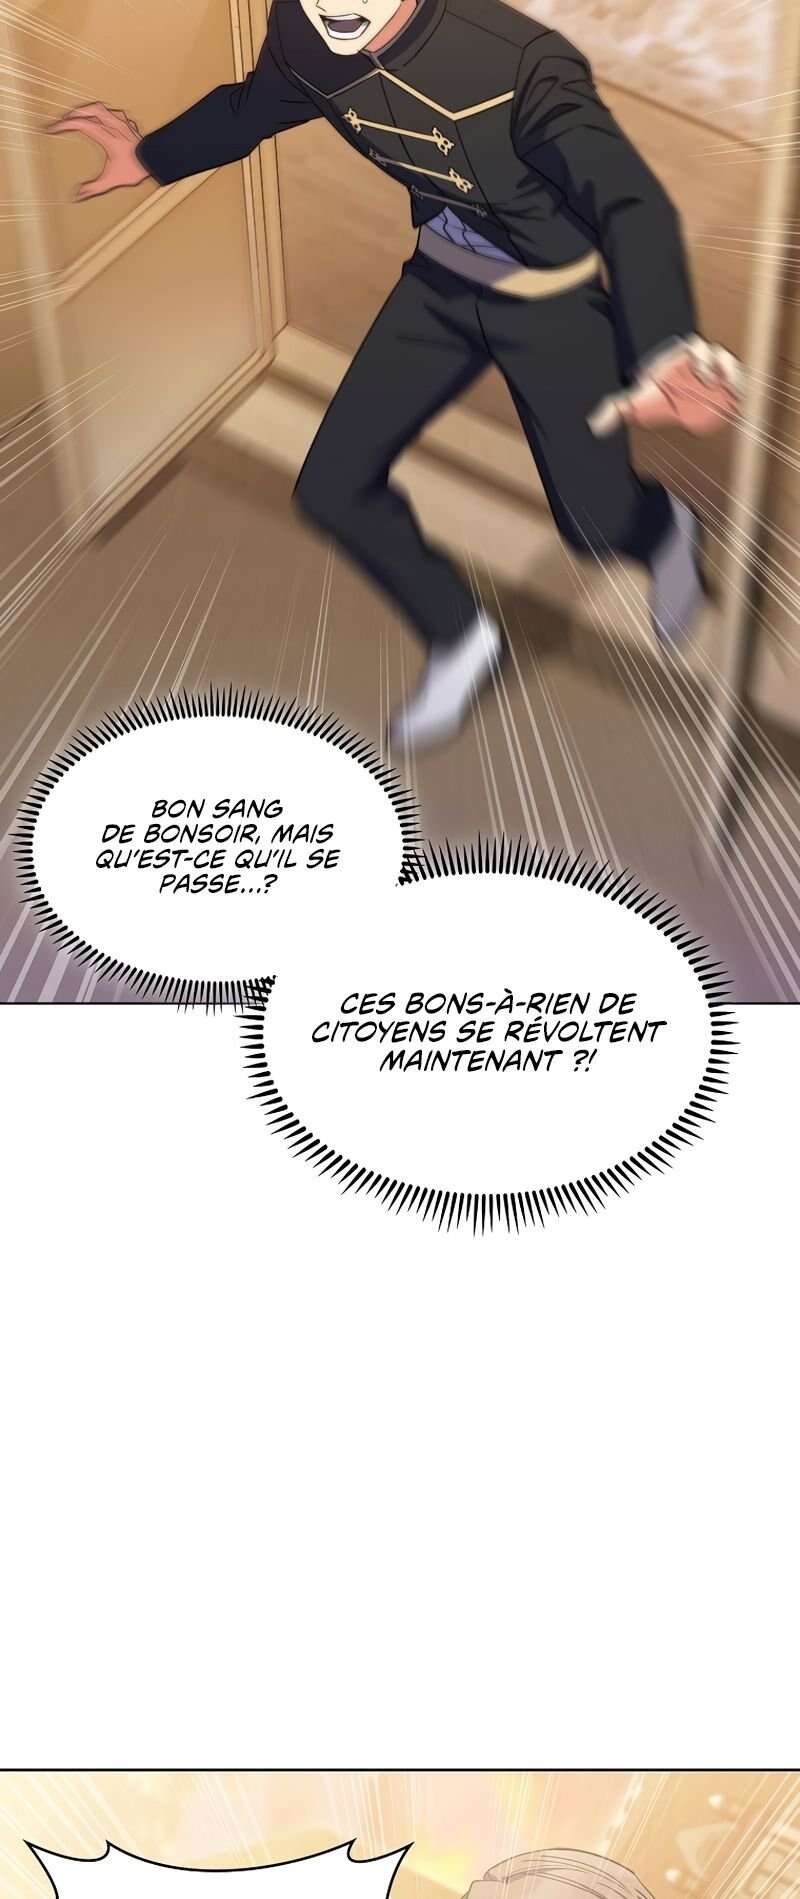 BON SANG
DE BONSOIR, MAIS
QU'EST-CE QU'IL SE
PASSE...?
CES BONS-À-RIEN DE
CITOYENS SE RÉVOLTENT
MAINTENANT ?!